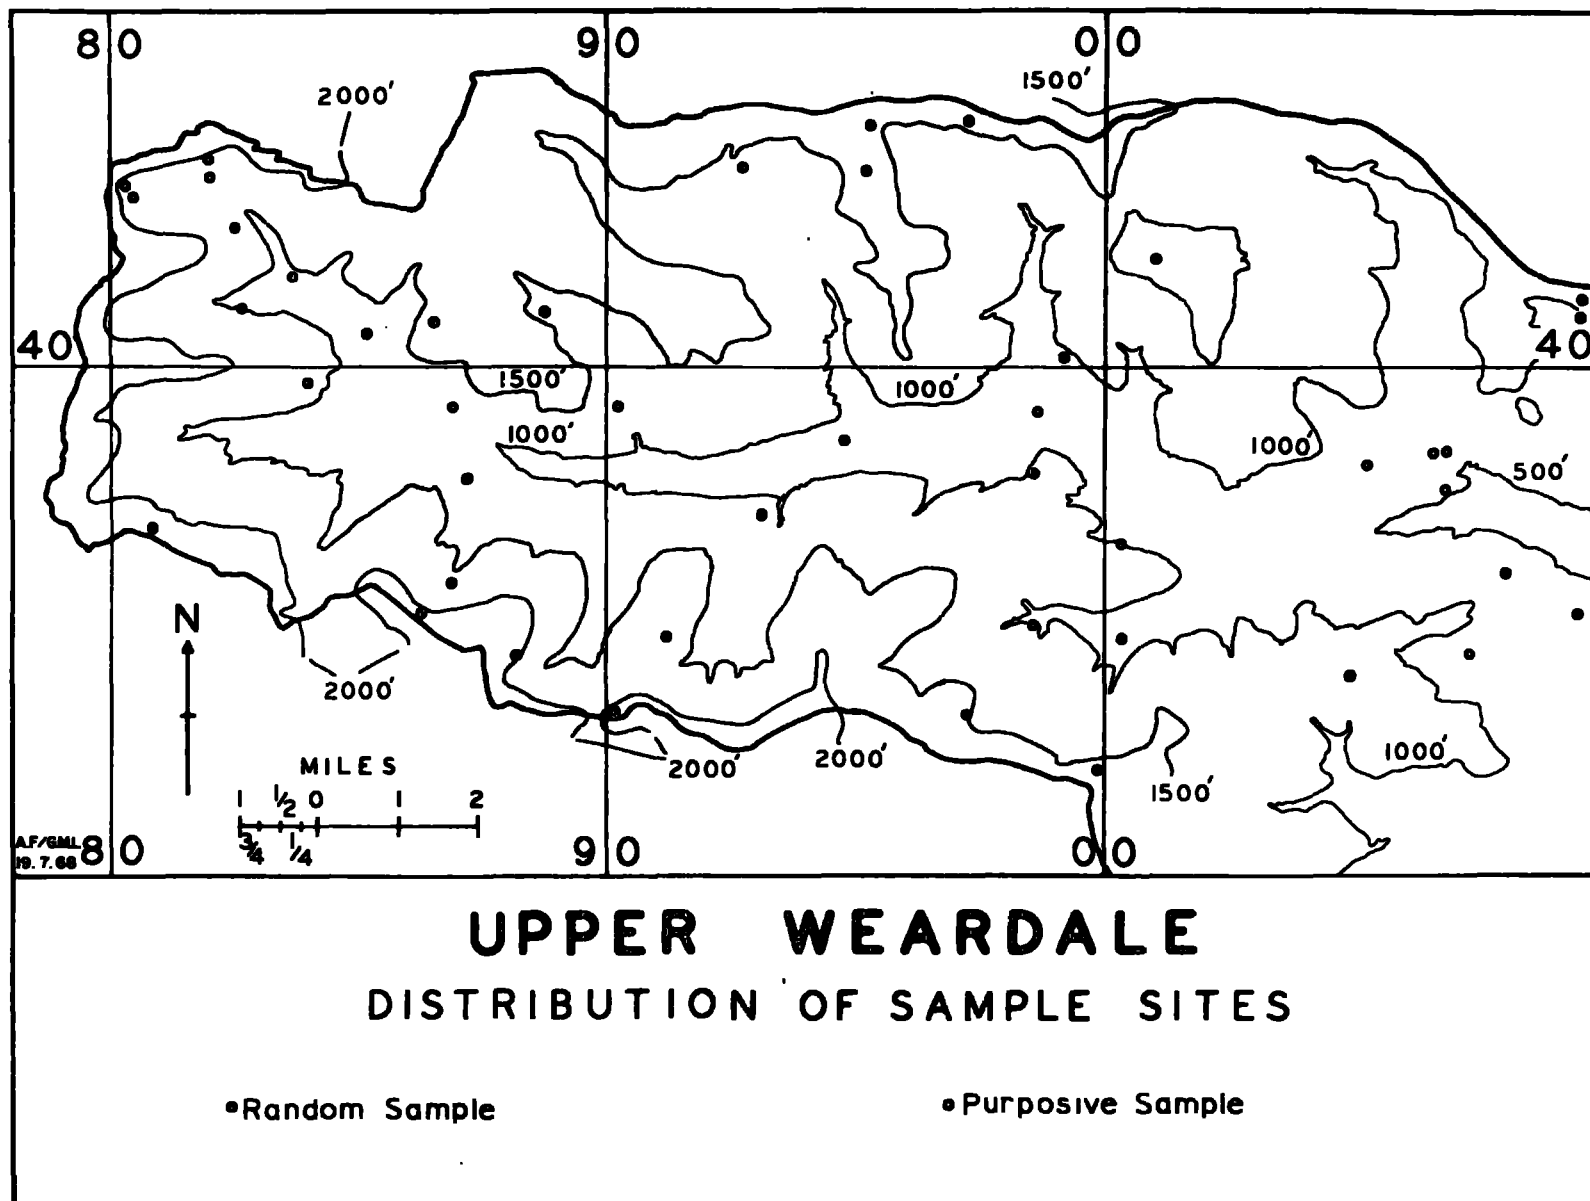 80 90 00
2000' 1500'
40 40
1500' 1000'
1000' 1000' 500'
N
2000' 2000' 2000' 1500' 1000'
MILES
1 1/2 0 1 2
3/4 1/4
A.F/GML
19.7.68
80 90 00
UPPER WEARDALE
DISTRIBUTION OF SAMPLE SITES
Random Sample
Purposive Sample